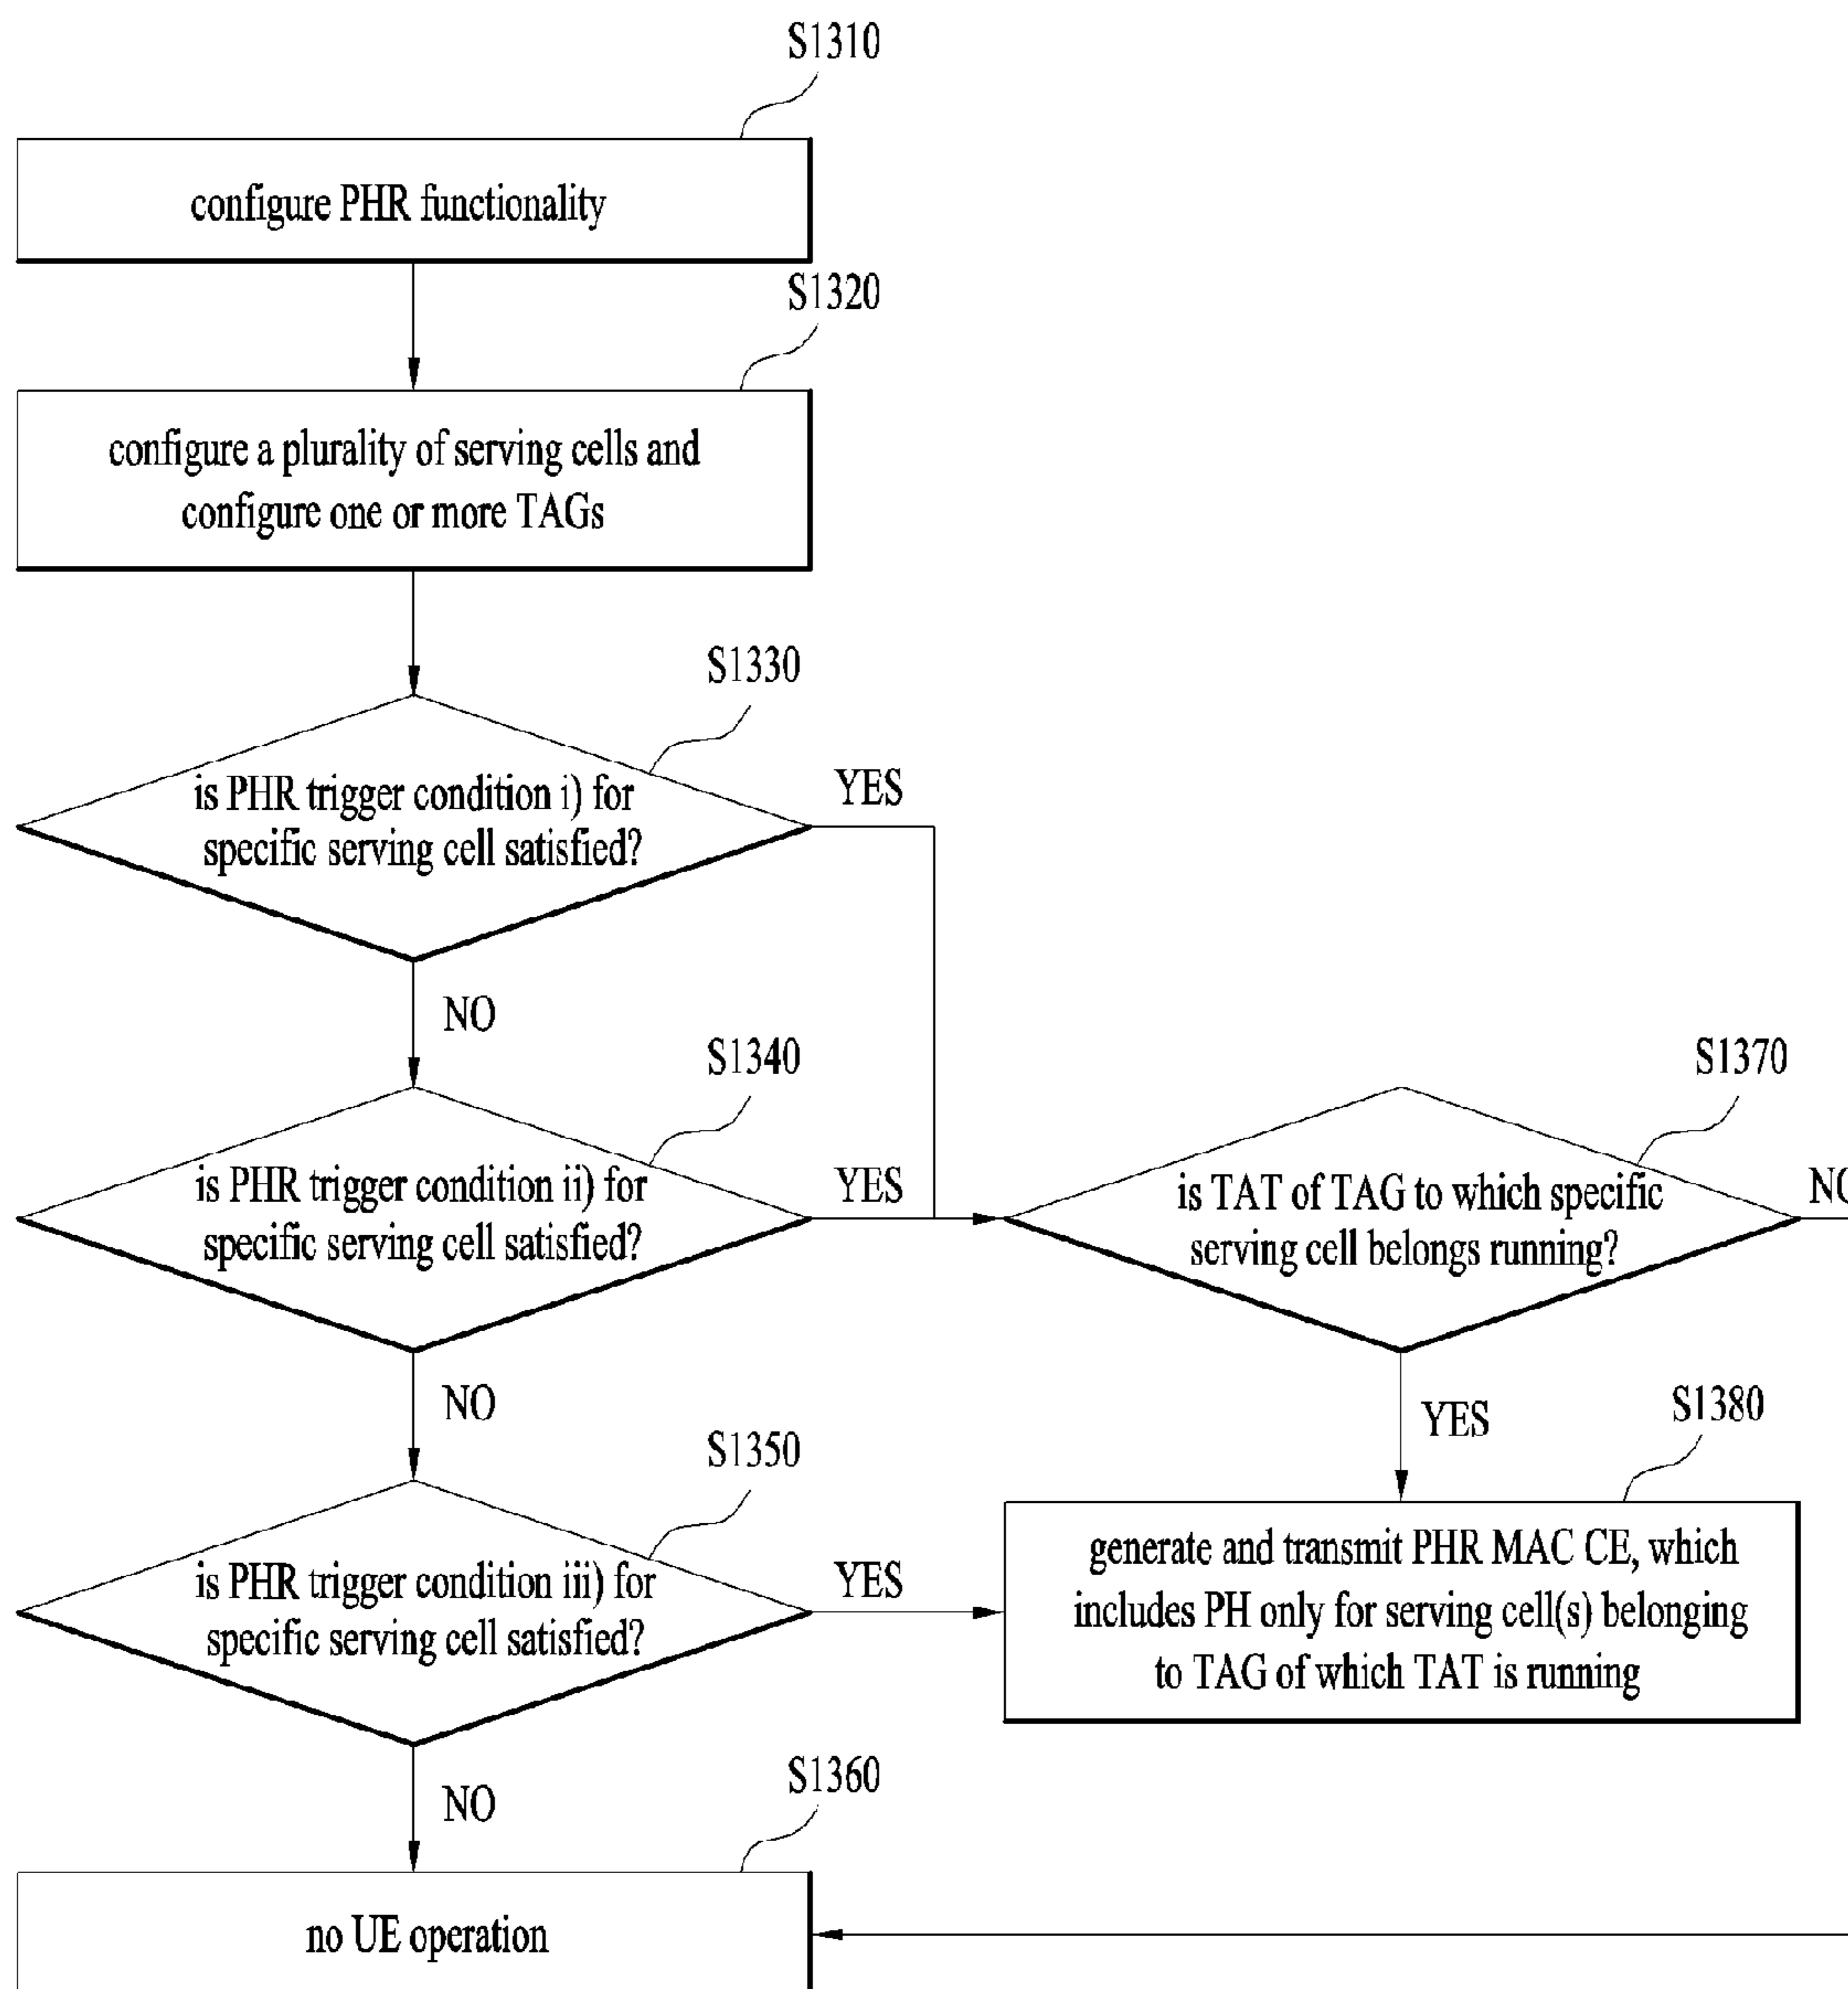 S1310
configure PHR functionality
S1320
configure a plurality of serving cells and
configure one or more TAGs
S1330
is PHR trigger condition i) for
specific serving cell satisfied?
YES
NO
S1340
is PHR trigger condition ii) for
specific serving cell satisfied?
YES
S1370
is TAT of TAG to which specific
serving cell belongs running?
NO
NO
YES
S1350
is PHR trigger condition iii) for
specific serving cell satisfied?
YES
S1380
generate and transmit PHR MAC CE, which
includes PH only for serving cell(s) belonging
to TAG of which TAT is running
NO
S1360
no UE operation